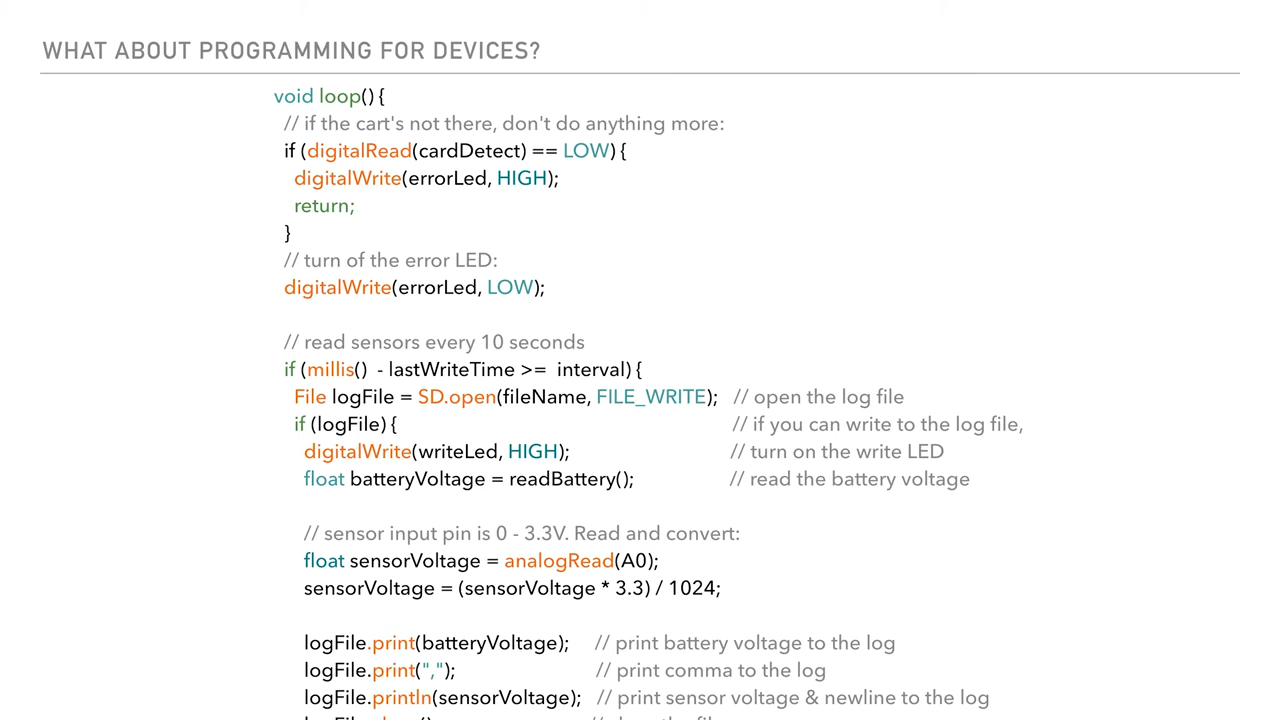 WHAT ABOUT PROGRAMMING FOR DEVICES?
void loop() {
// if the cart's not there, don't do anything more:
if (digitalRead(cardDetect) == LOW) {
digitalWrite(errorLed, HIGH);
return;
}
// turn of the error LED:
digitalWrite(errorLed, LOW);
// read sensors every 10 seconds
if (millis() - lastWriteTime >= interval) {
File logFile = SD.open(fileName, FILE_WRITE); // open the log file
if (logFile) { // if you can write to the log file,
digitalWrite(writeLed, HIGH); // turn on the write LED
float batteryVoltage = readBattery(); // read the battery voltage
// sensor input pin is 0 - 3.3V. Read and convert:
float sensorVoltage = analogRead(A0);
sensorVoltage = (sensorVoltage * 3.3) / 1024;
logFile.print(batteryVoltage); // print battery voltage to the log
logFile.print(","); // print comma to the log
logFile.println(sensorVoltage); // print sensor voltage & newline to the log